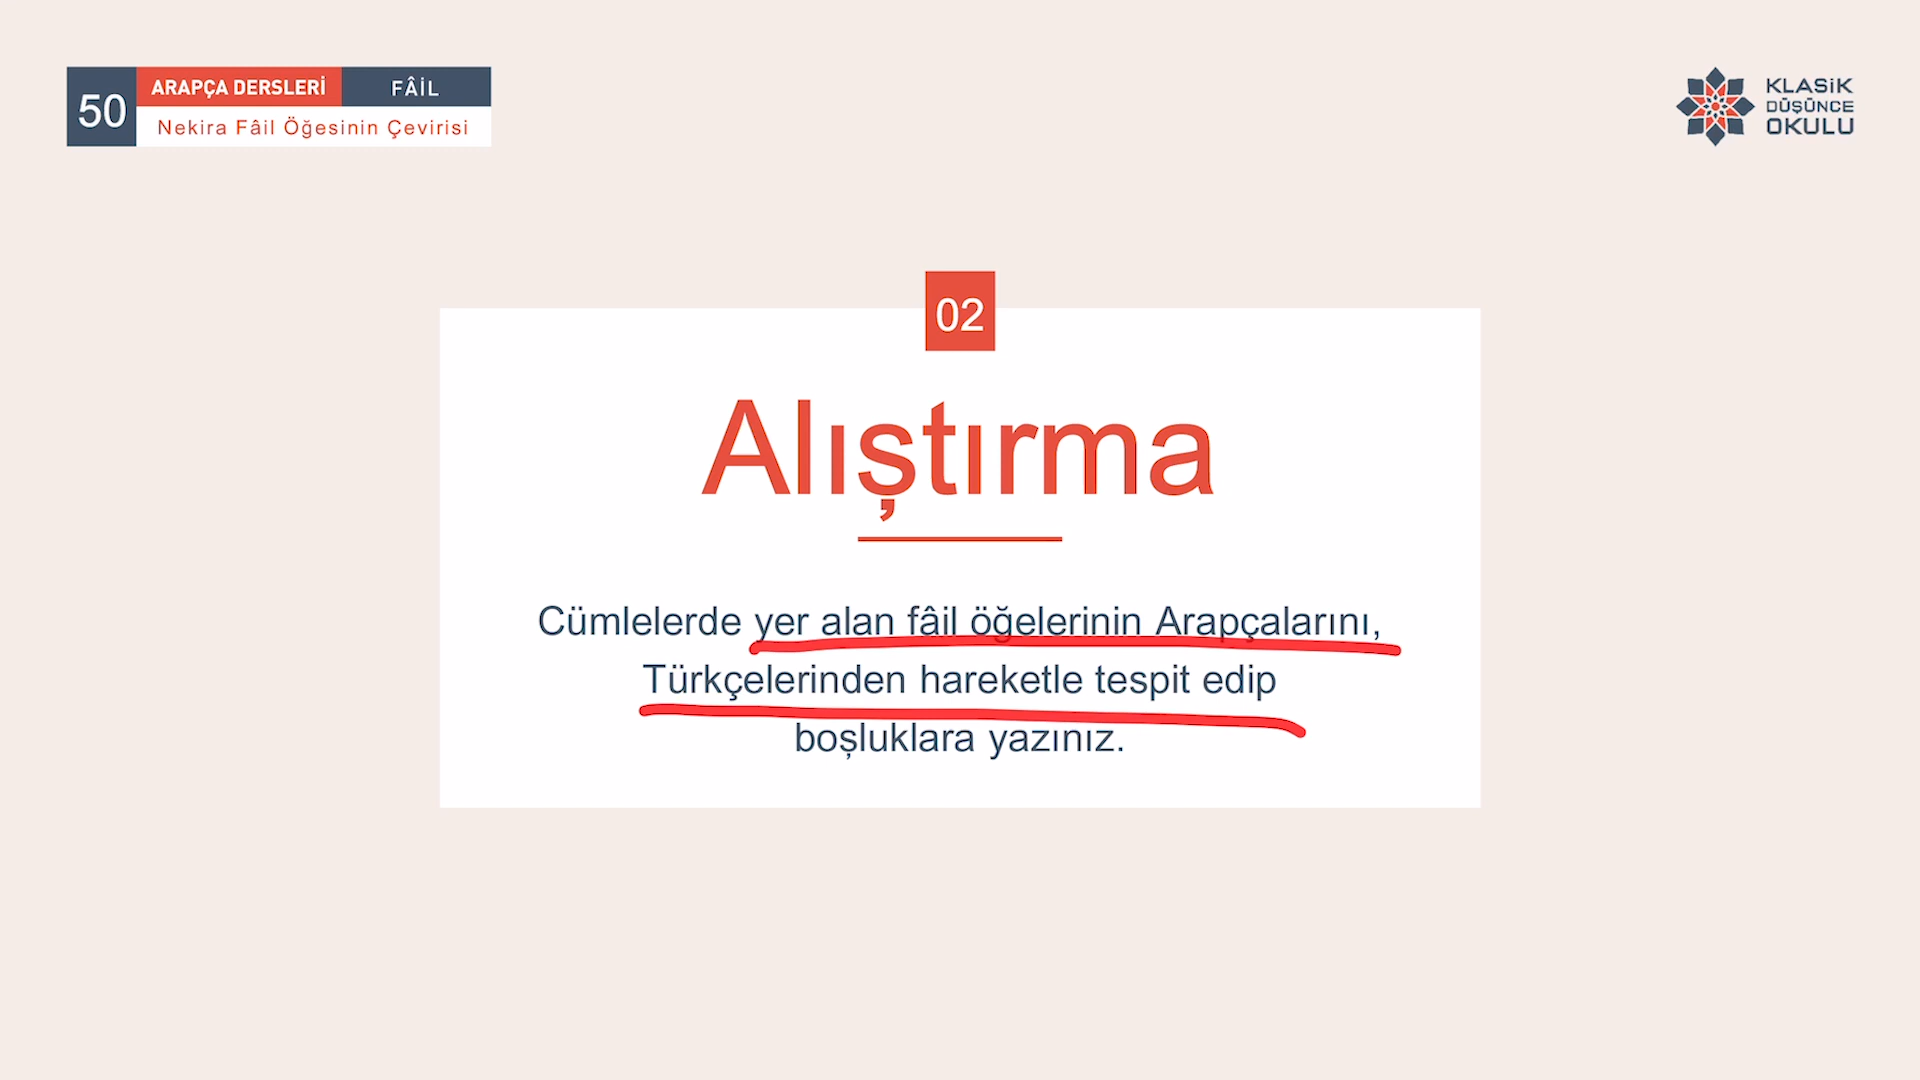 50
ARAPÇA DERSLERİ
FÂİL
Nekira Fâil Öğesinin Çevirisi
KLASiK
DÜŞÜNCE
OKULU
02
Alıştırma
Cümlelerde yer alan fâil öğelerinin Arapçalarını,
Türkçelerinden hareketle tespit edip
boşluklara yazınız.